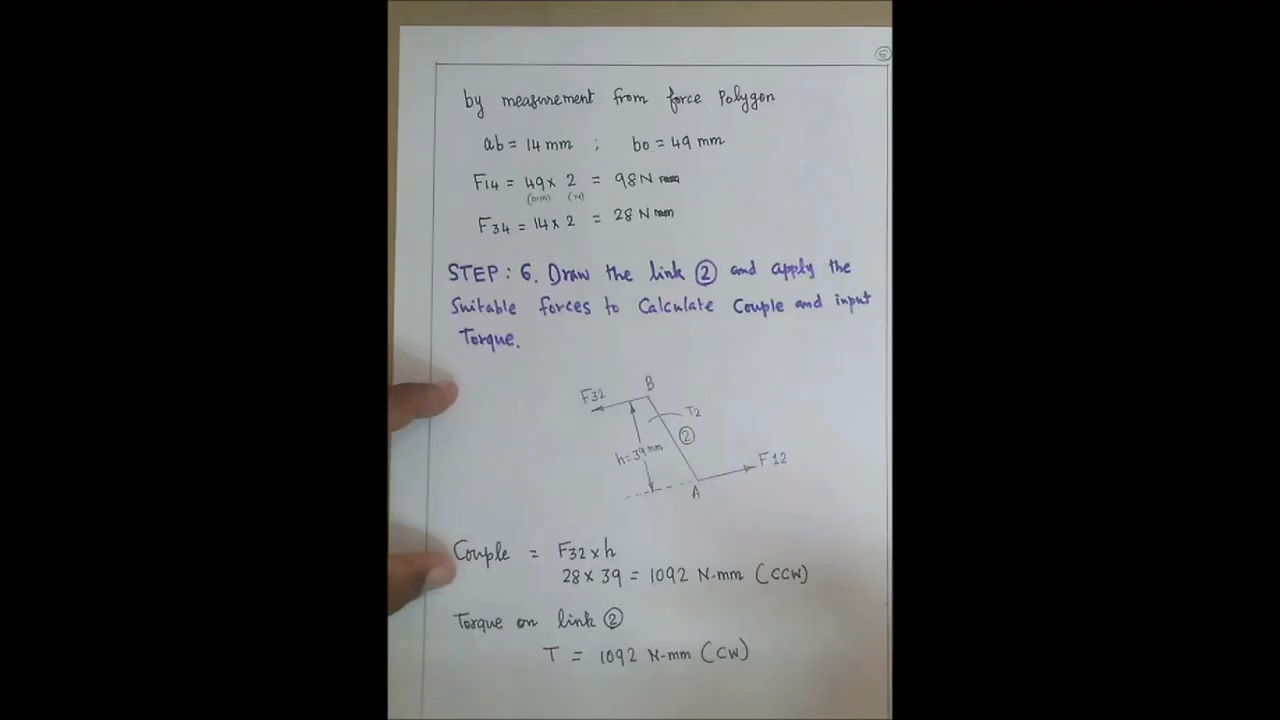 5
by measurement from force Polygon
ab = 14 mm ; bo = 49 mm
F14 = 49 x 2 = 98 N
(mm) (N)
F34 = 14 x 2 = 28 N
STEP : 6. Draw the link ② and apply the
Suitable forces to Calculate Couple and input
Torque.
B
F32
T2
②
h=39 mm
F12
A
Couple = F32 x h
28 x 39 = 1092 N-mm (CCW)
Torque on link ②
T = 1092 N-mm (CW)